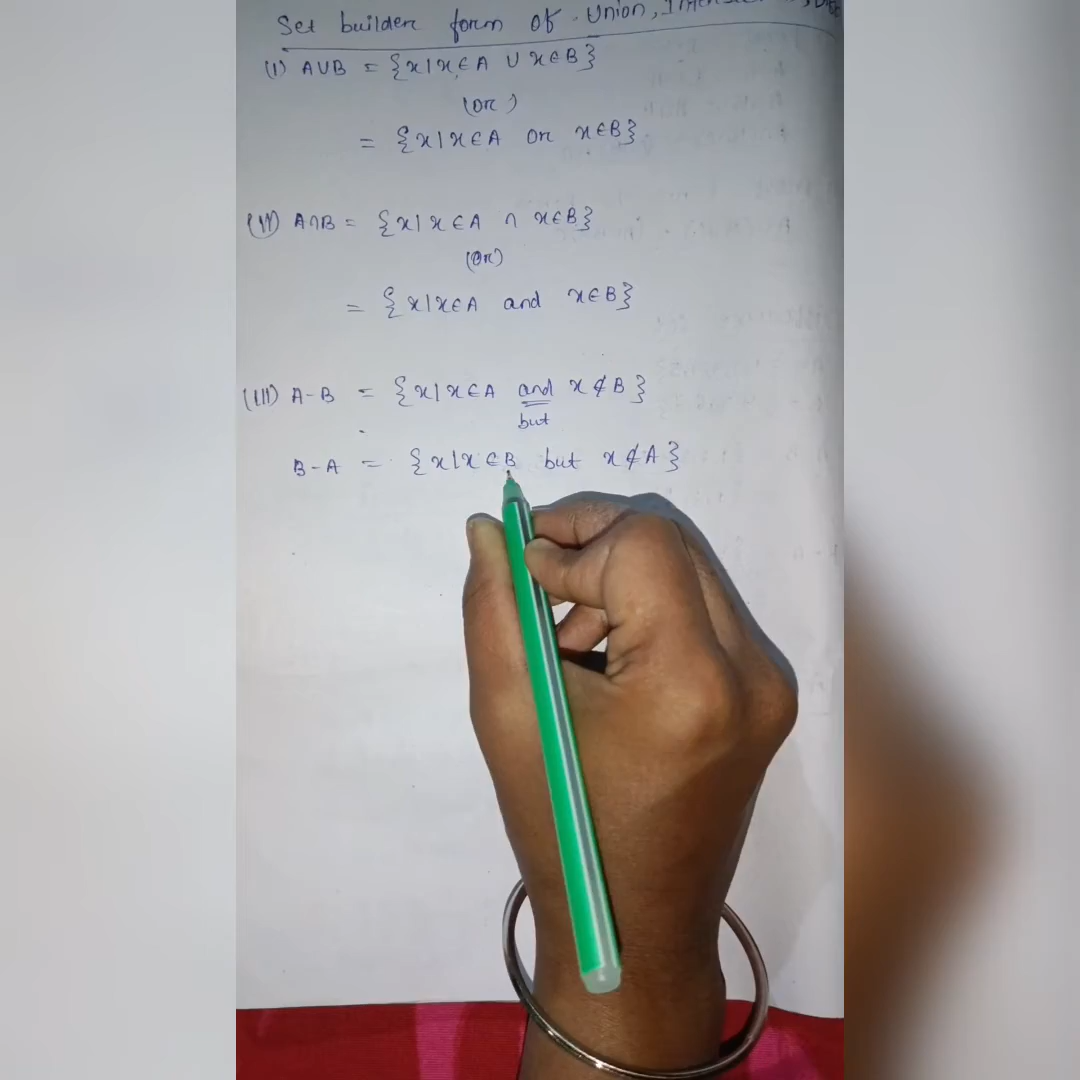 Set builder form of Union,
(I) A∪B = {x|x∈A ∪ x∈B}
(or)
= {x|x∈A or x∈B}
(II) A∩B = {x|x∈A ∩ x∈B}
(or)
= {x|x∈A and x∈B}
(III) A-B = {x|x∈A and x∉B}
but
B-A = {x|x∈B but x∉A}